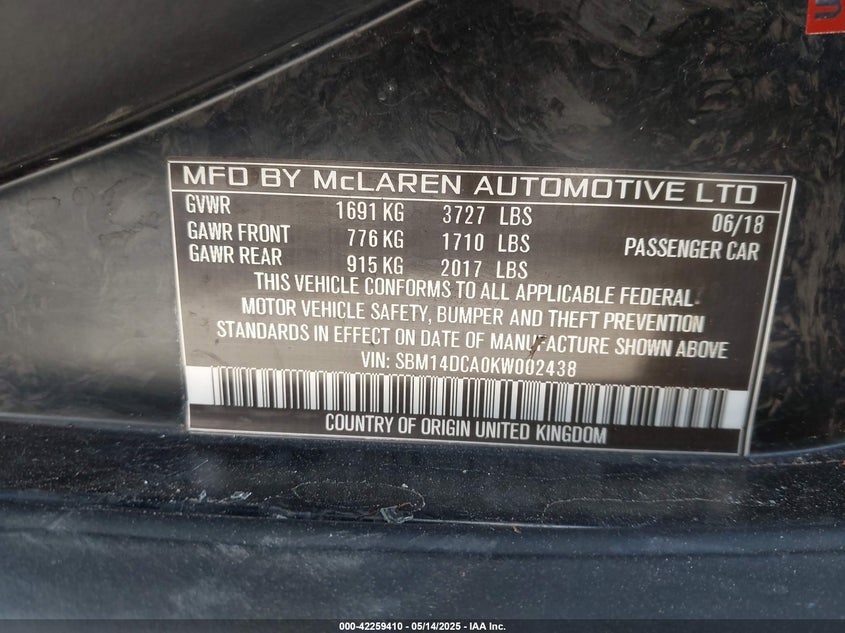 MFD BY McLAREN AUTOMOTIVE LTD
GVWR 1691 KG 3727 LBS 06/18
GAWR FRONT 776 KG 1710 LBS PASSENGER CAR
GAWR REAR 915 KG 2017 LBS
THIS VEHICLE CONFORMS TO ALL APPLICABLE FEDERAL
MOTOR VEHICLE SAFETY, BUMPER AND THEFT PREVENTION
STANDARDS IN EFFECT ON DATE OF MANUFACTURE SHOWN ABOVE
VIN: SBM14DCA0KW002438
COUNTRY OF ORIGIN UNITED KINGDOM
000-42259410 - 05/14/2025 - IAA Inc.